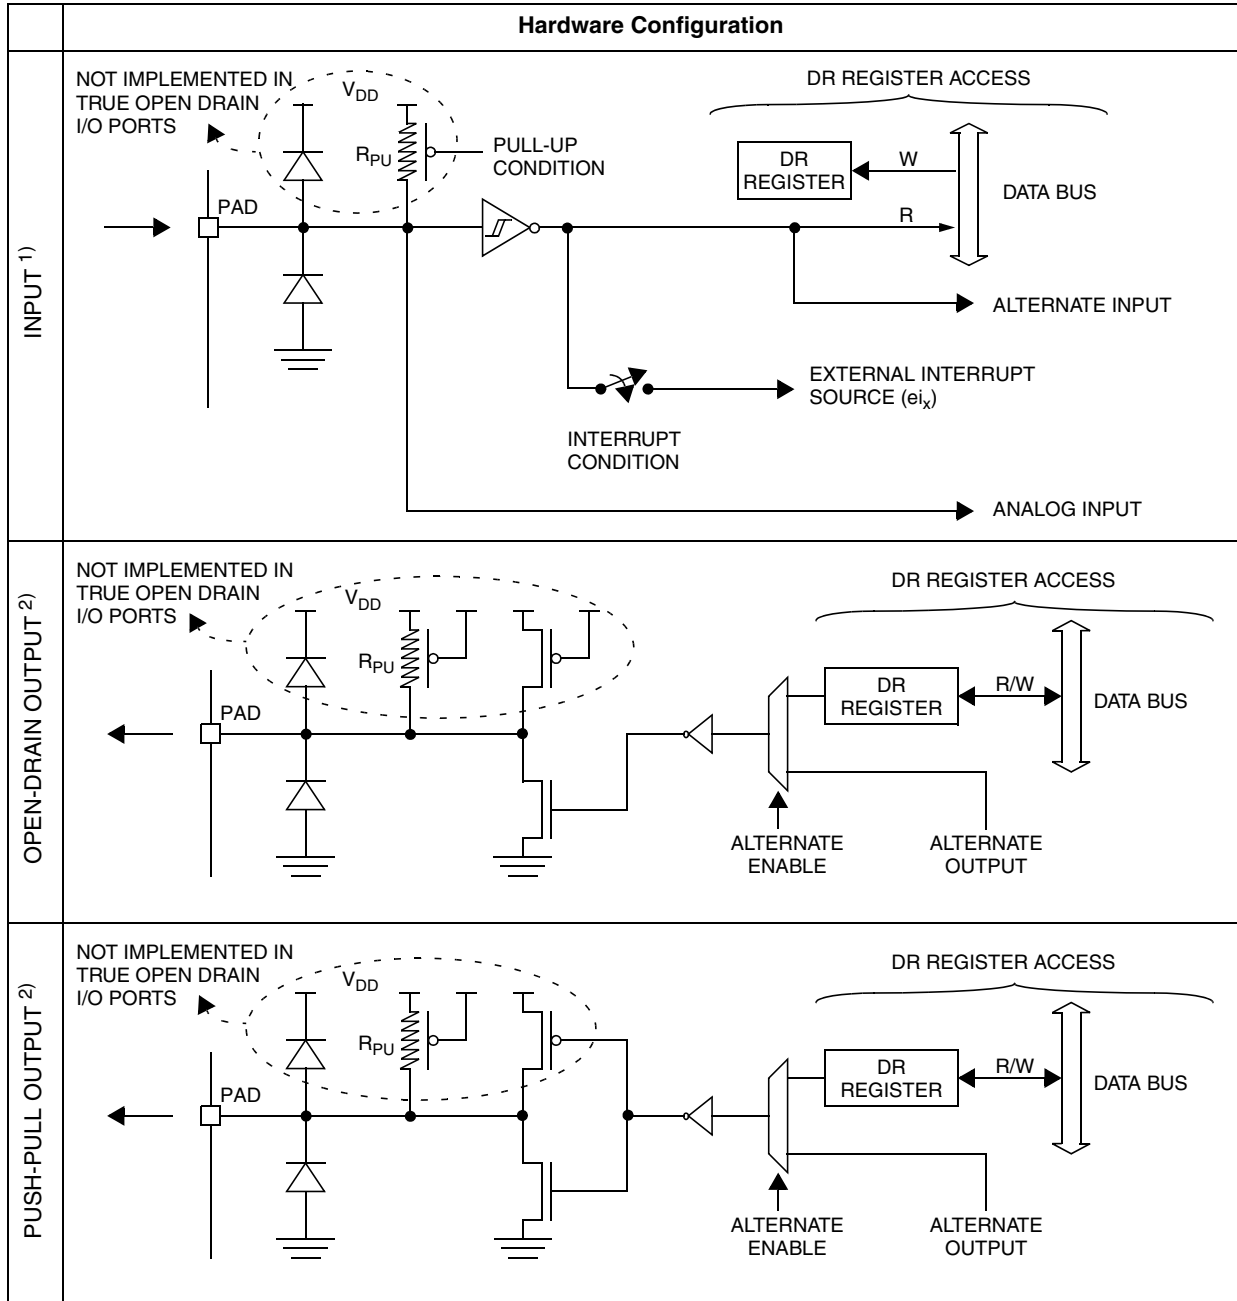 Hardware Configuration
INPUT 1)
NOT IMPLEMENTED IN
TRUE OPEN DRAIN
I/O PORTS
VDD
RPU
PULL-UP
CONDITION
PAD
DR REGISTER ACCESS
DR
REGISTER
W
R
DATA BUS
ALTERNATE INPUT
EXTERNAL INTERRUPT
SOURCE (eix)
INTERRUPT
CONDITION
ANALOG INPUT
OPEN-DRAIN OUTPUT 2)
NOT IMPLEMENTED IN
TRUE OPEN DRAIN
I/O PORTS
VDD
RPU
PAD
DR REGISTER ACCESS
DR
REGISTER
R/W
DATA BUS
ALTERNATE
ENABLE
ALTERNATE
OUTPUT
PUSH-PULL OUTPUT 2)
NOT IMPLEMENTED IN
TRUE OPEN DRAIN
I/O PORTS
VDD
RPU
PAD
DR REGISTER ACCESS
DR
REGISTER
R/W
DATA BUS
ALTERNATE
ENABLE
ALTERNATE
OUTPUT